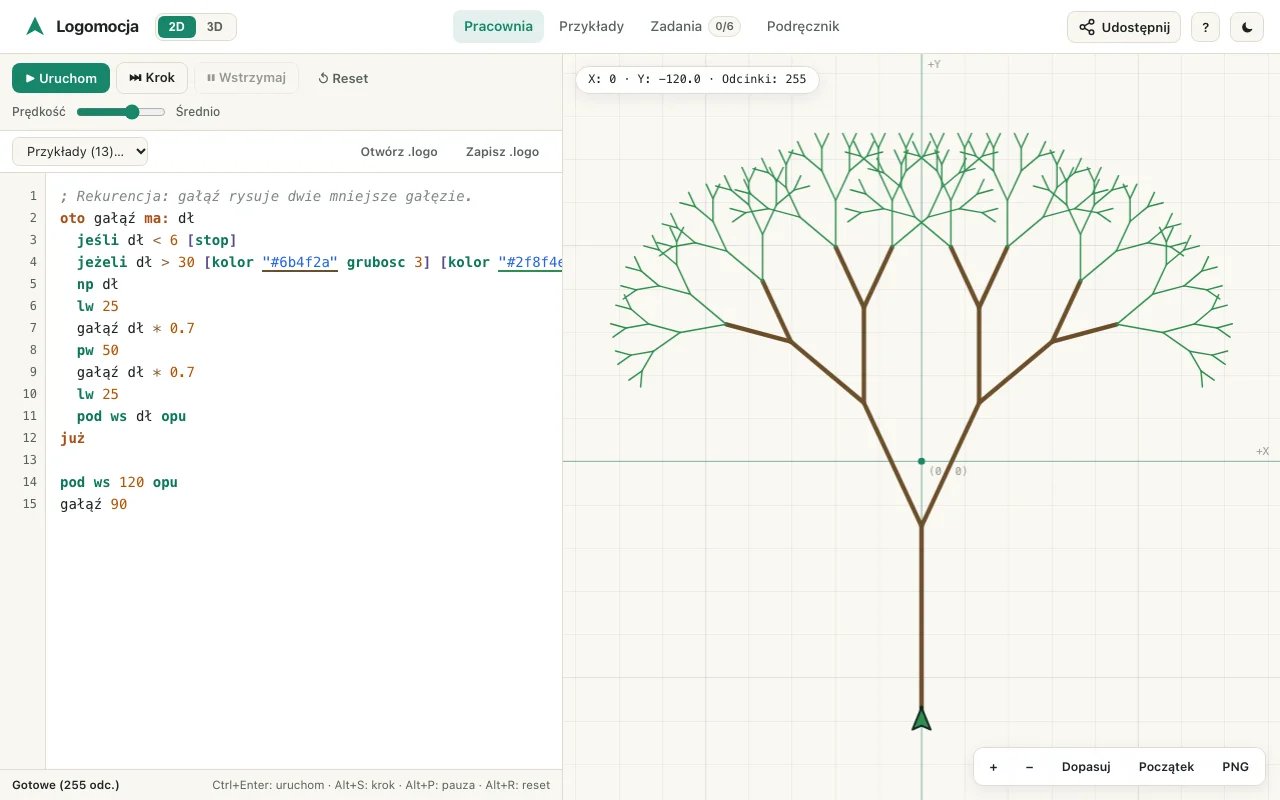 Logomocja 2D 3D Pracownia Przykłady Zadania 0/6 Podręcznik Udostępnij ?
Uruchom Krok Wstrzymaj Reset
Prędkość Średnio
Przykłady (13)... Otwórz .logo Zapisz .logo
1 ; Rekurencja: gałąź rysuje dwie mniejsze gałęzie.
2 oto gałąź ma: dł
3 jeśli dł < 6 [stop]
4 jeżeli dł > 30 [kolor "#6b4f2a" grubosc 3] [kolor "#2f8f4e
5 np dł
6 lw 25
7 gałąź dł * 0.7
8 pw 50
9 gałąź dł * 0.7
10 lw 25
11 pod ws dł opu
12 już
13
14 pod ws 120 opu
15 gałąź 90
Gotowe (255 odc.) Ctrl+Enter: uruchom · Alt+S: krok · Alt+P: pauza · Alt+R: reset
X: 0 · Y: −120.0 · Odcinki: 255
+Y
+X
(0, 0)
+ − Dopasuj Początek PNG